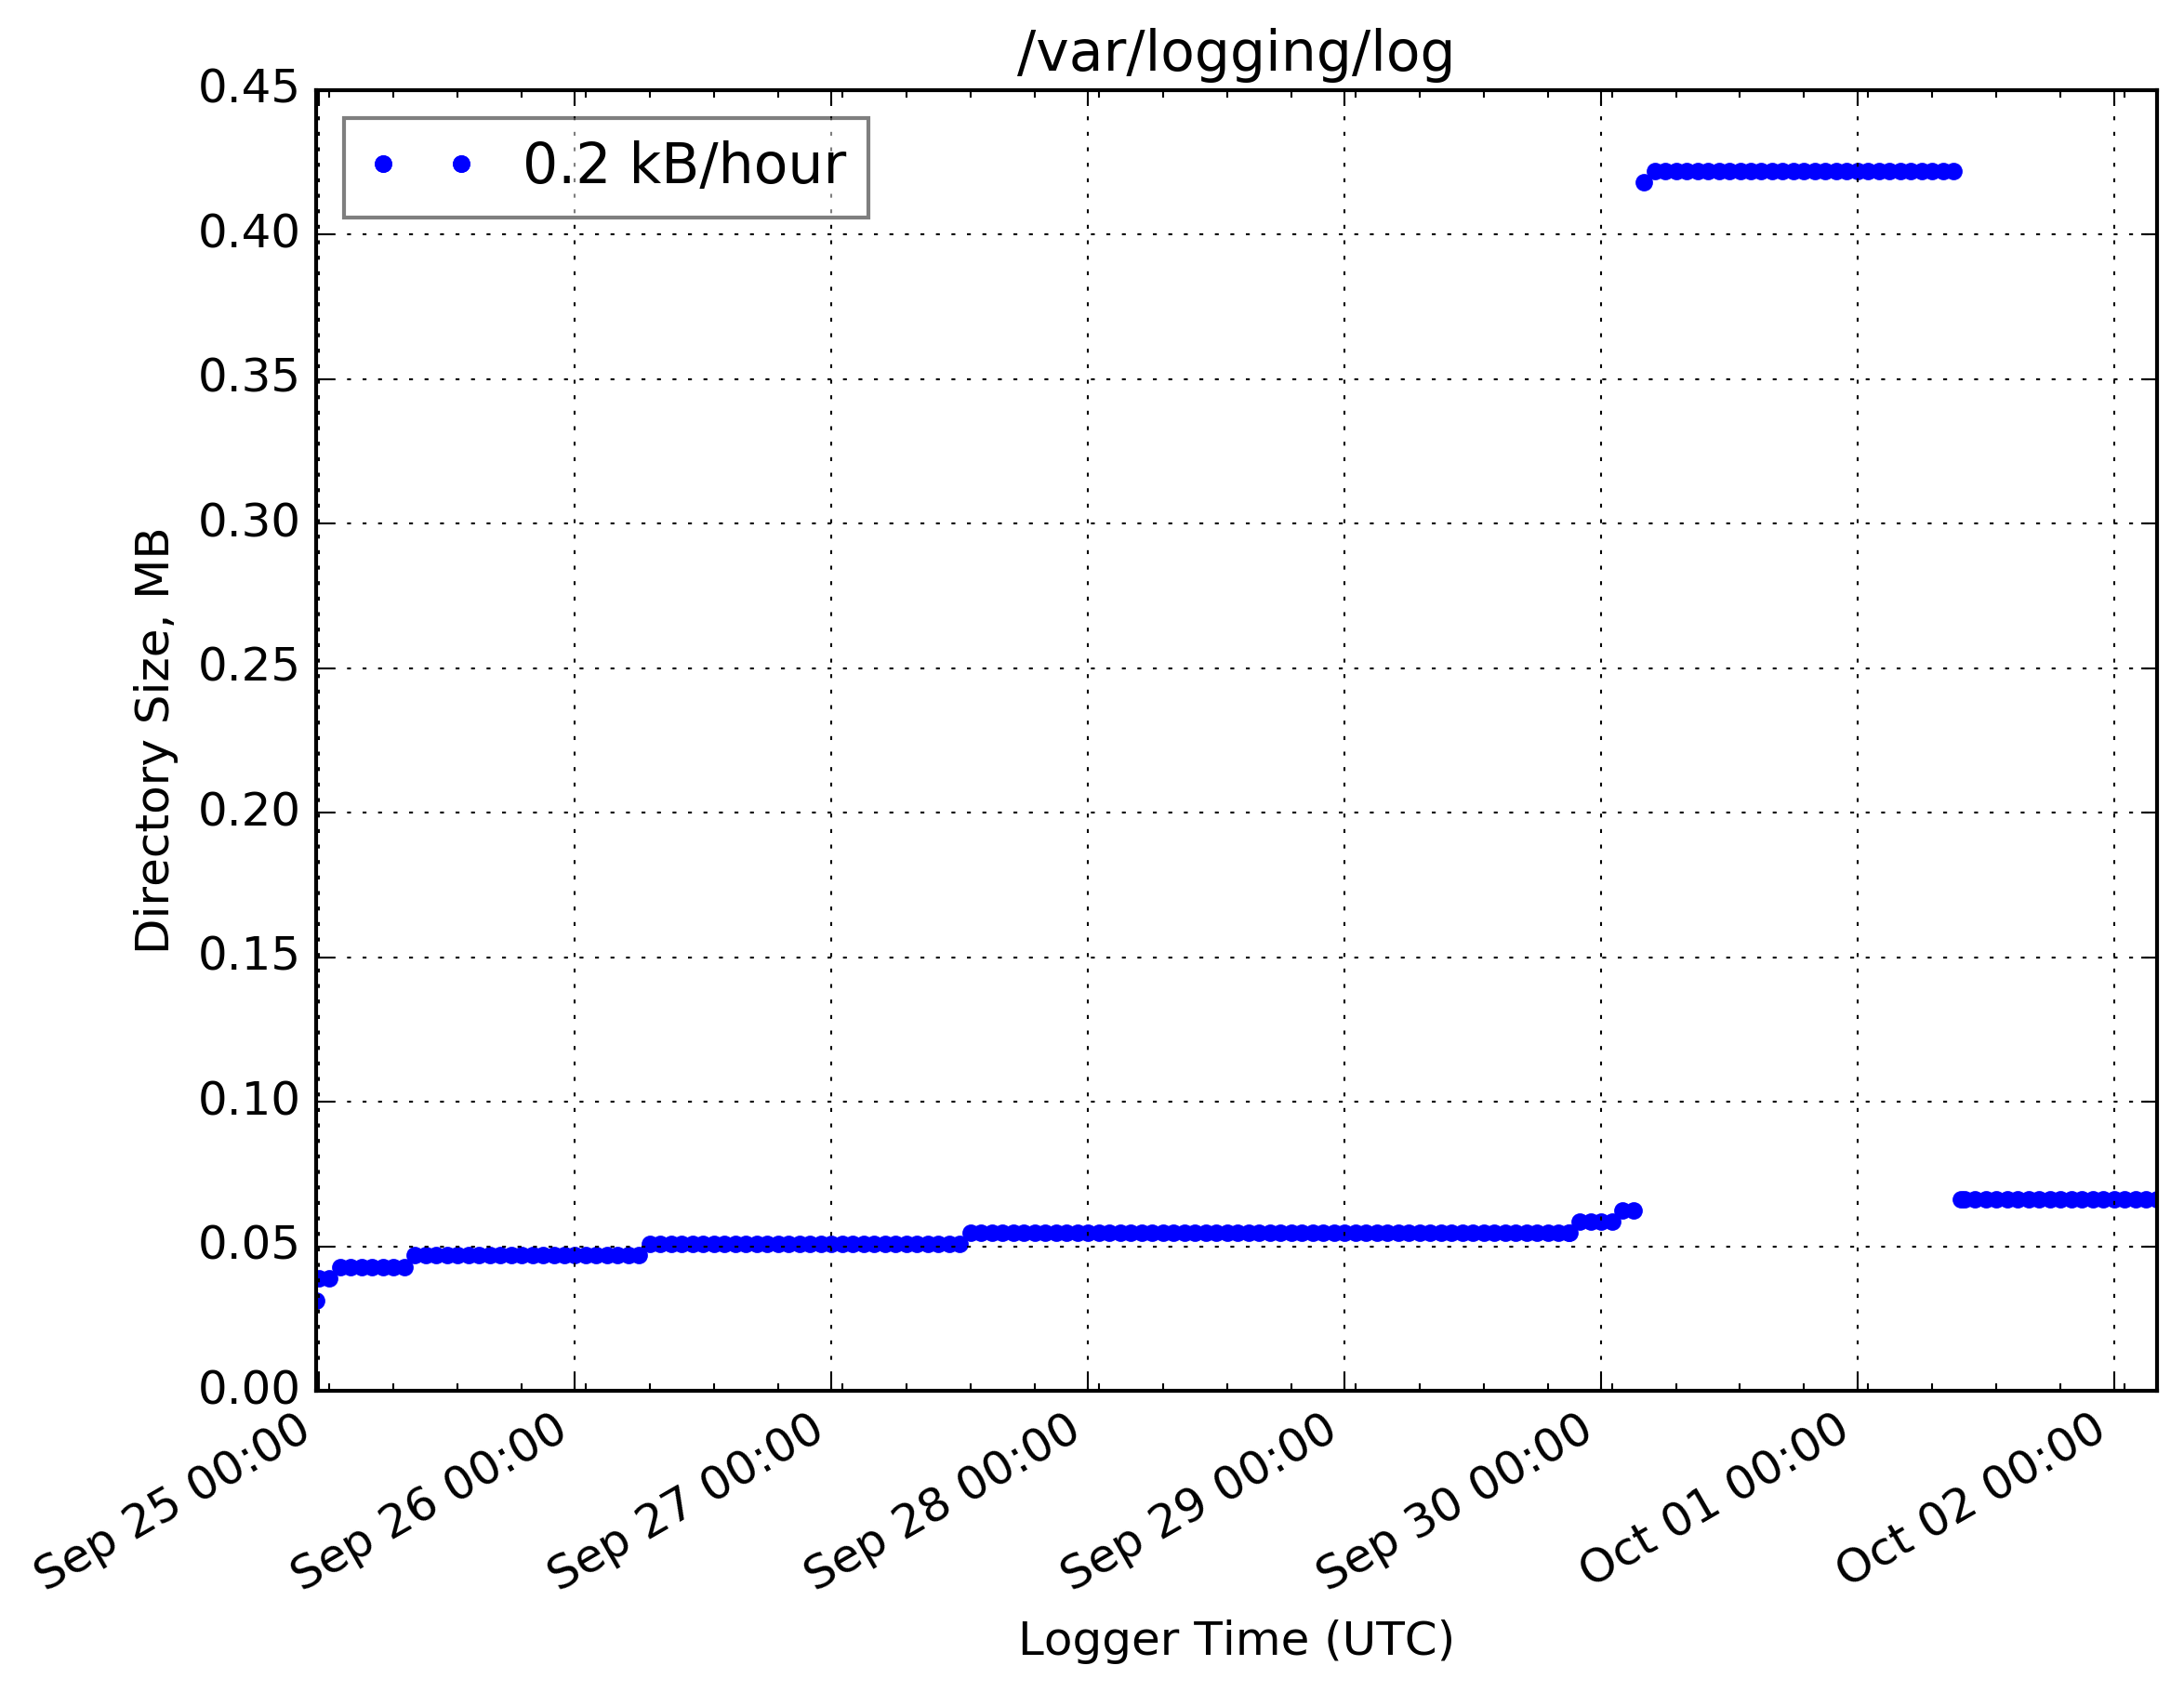 /var/logging/log
0.2 kB/hour
0.45
0.40
0.35
0.30
0.25
0.20
0.15
0.10
0.05
0.00
Directory Size, MB
Sep 25 00:00
Sep 26 00:00
Sep 27 00:00
Sep 28 00:00
Sep 29 00:00
Sep 30 00:00
Oct 01 00:00
Oct 02 00:00
Logger Time (UTC)